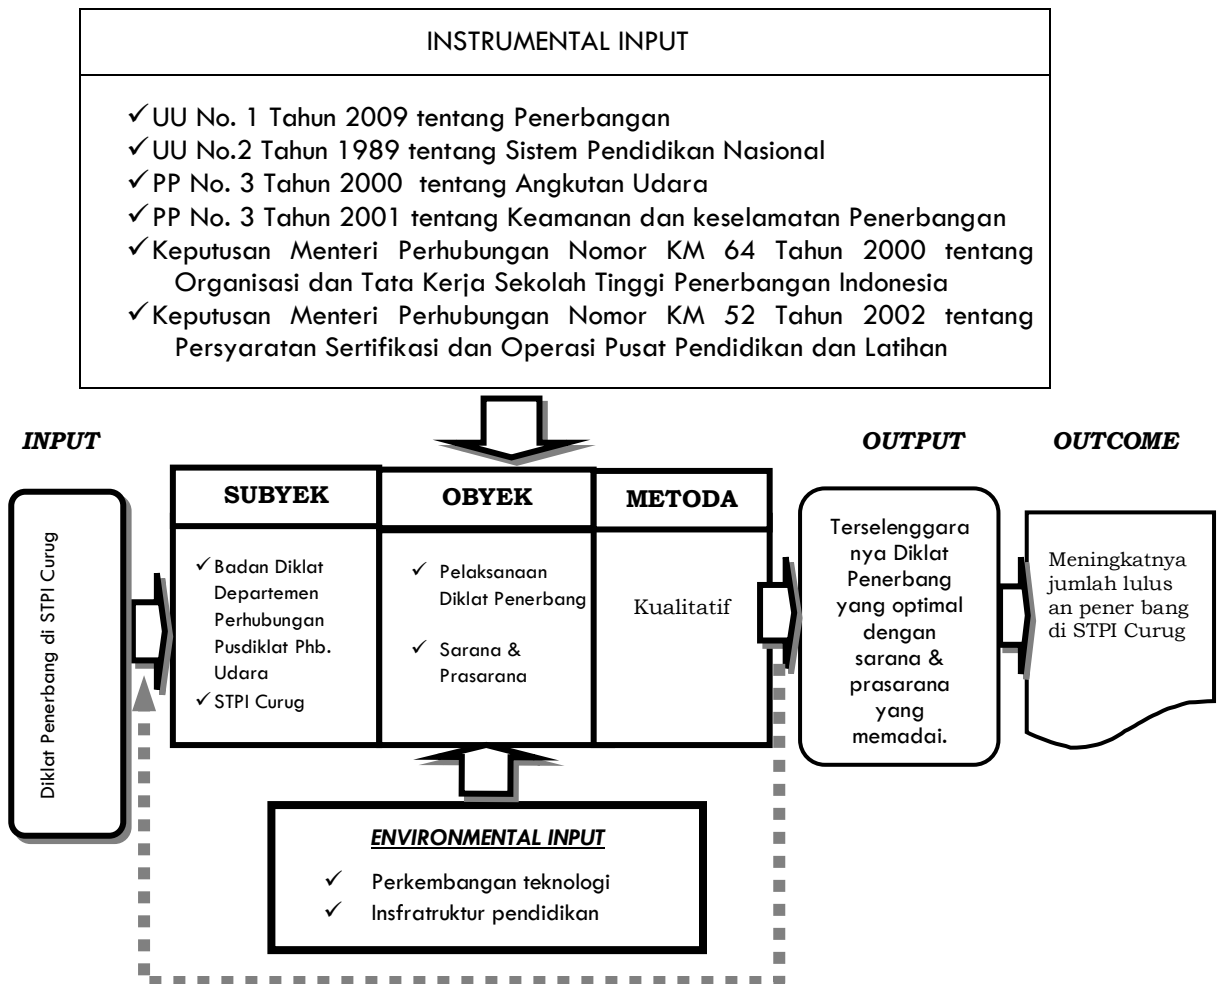 INSTRUMENTAL INPUT
✓UU No. 1 Tahun 2009 tentang Penerbangan
✓UU No.2 Tahun 1989 tentang Sistem Pendidikan Nasional
✓PP No. 3 Tahun 2000 tentang Angkutan Udara
✓PP No. 3 Tahun 2001 tentang Keamanan dan keselamatan Penerbangan
✓Keputusan Menteri Perhubungan Nomor KM 64 Tahun 2000 tentang
Organisasi dan Tata Kerja Sekolah Tinggi Penerbangan Indonesia
✓Keputusan Menteri Perhubungan Nomor KM 52 Tahun 2002 tentang
Persyaratan Sertifikasi dan Operasi Pusat Pendidikan dan Latihan
INPUT
Diklat Penerbang di STPI Curug
SUBYEK
✓Badan Diklat
Departemen
Perhubungan
Pusdiklat Phb.
Udara
✓STPI Curug
OBYEK
✓ Pelaksanaan
Diklat Penerbang
✓ Sarana &
Prasarana
METODA
Kualitatif
OUTPUT
Terselenggara
nya Diklat
Penerbang
yang optimal
dengan
sarana &
prasarana
yang
memadai.
OUTCOME
Meningkatnya
jumlah lulus
an pener bang
di STPI Curug
ENVIRONMENTAL INPUT
✓ Perkembangan teknologi
✓ Insfratruktur pendidikan